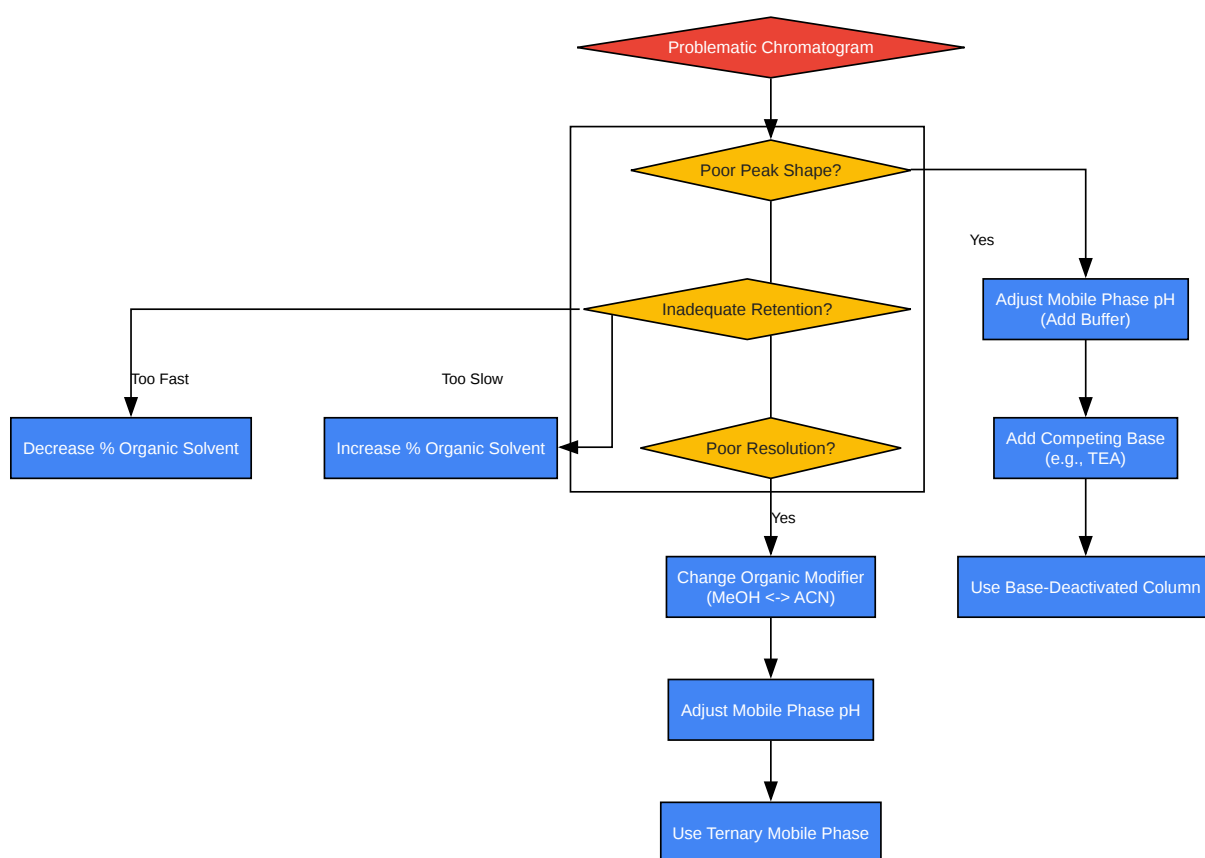 Problematic Chromatogram
Poor Peak Shape?
Yes
Adjust Mobile Phase pH
(Add Buffer)
Inadequate Retention?
Too Fast
Too Slow
Decrease % Organic Solvent
Increase % Organic Solvent
Poor Resolution?
Add Competing Base
(e.g., TEA)
Yes
Change Organic Modifier
(MeOH <-> ACN)
Use Base-Deactivated Column
Adjust Mobile Phase pH
Use Ternary Mobile Phase